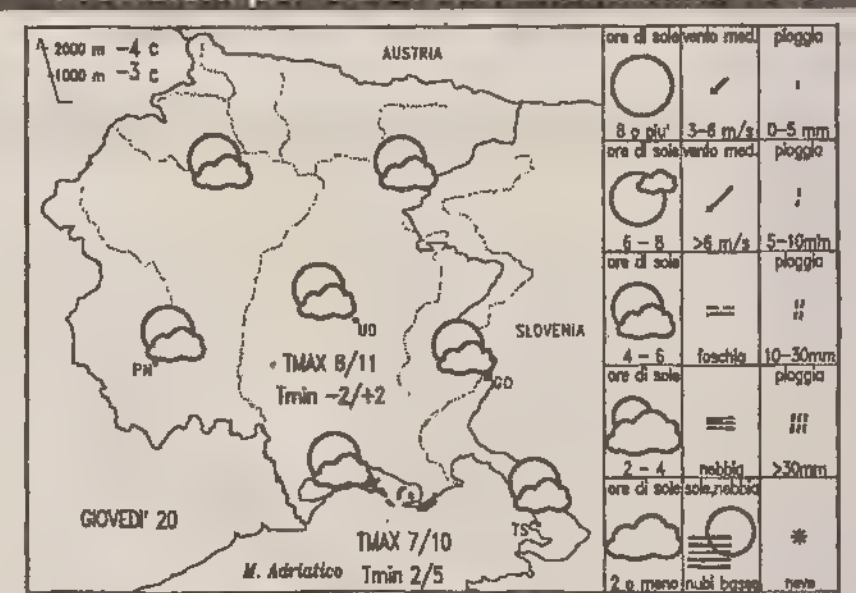 2000 m -4 c
1000 m -3 c
AUSTRIA
SLOVENIA
UD
PN
TMAX 8/11
Tmin -2/+2
GO
GIOVEDI' 20
TS
TMAX 7/10
M. Adriatico
Tmin 2/5
ore di sole vento med. pioggia
8 o piu' 3-6 m/s 0-5 mm
ore di sole vento med. pioggia
6 - 8 >6 m/s 5-10mm
ore di sole pioggia
4 - 6 foschia 10-30mm
ore di sole pioggia
2 - 4 nebbia >30mm
ore di sole sole,nebbia
2 o meno nubi basse neve